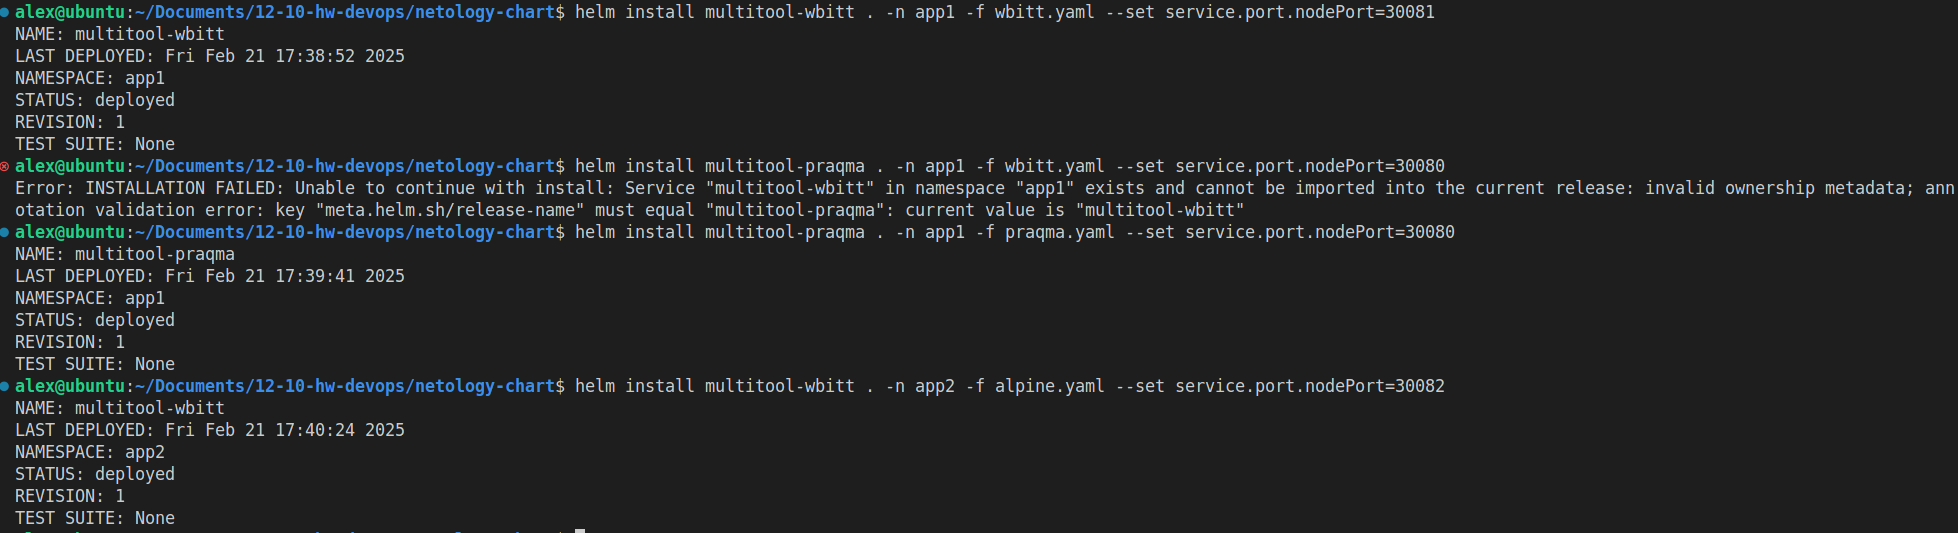 alex@ubuntu:~/Documents/12-10-hw-devops/netology-chart$ helm install multitool-wbitt . -n app1 -f wbitt.yaml --set service.port.nodePort=30081
NAME: multitool-wbitt
LAST DEPLOYED: Fri Feb 21 17:38:52 2025
NAMESPACE: app1
STATUS: deployed
REVISION: 1
TEST SUITE: None
alex@ubuntu:~/Documents/12-10-hw-devops/netology-chart$ helm install multitool-praqma . -n app1 -f wbitt.yaml --set service.port.nodePort=30080
Error: INSTALLATION FAILED: Unable to continue with install: Service "multitool-wbitt" in namespace "app1" exists and cannot be imported into the current release: invalid ownership metadata; ann
otation validation error: key "meta.helm.sh/release-name" must equal "multitool-praqma": current value is "multitool-wbitt"
alex@ubuntu:~/Documents/12-10-hw-devops/netology-chart$ helm install multitool-praqma . -n app1 -f praqma.yaml --set service.port.nodePort=30080
NAME: multitool-praqma
LAST DEPLOYED: Fri Feb 21 17:39:41 2025
NAMESPACE: app1
STATUS: deployed
REVISION: 1
TEST SUITE: None
alex@ubuntu:~/Documents/12-10-hw-devops/netology-chart$ helm install multitool-wbitt . -n app2 -f alpine.yaml --set service.port.nodePort=30082
NAME: multitool-wbitt
LAST DEPLOYED: Fri Feb 21 17:40:24 2025
NAMESPACE: app2
STATUS: deployed
REVISION: 1
TEST SUITE: None